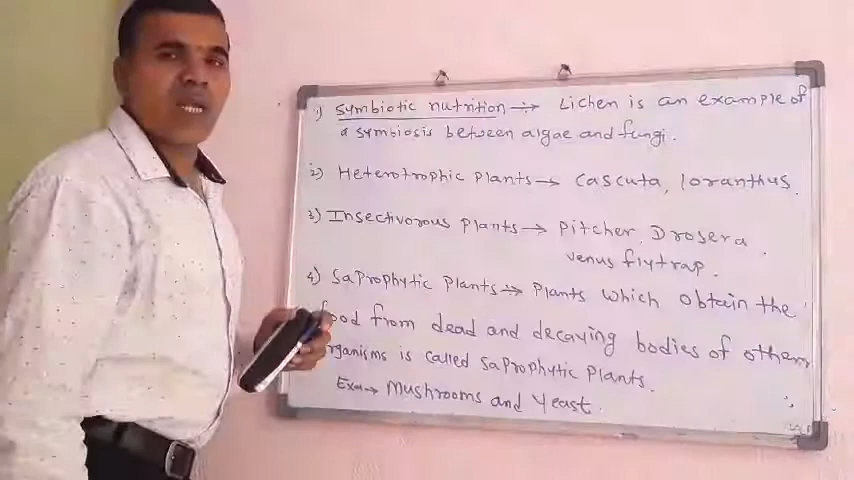 1) Symbiotic nutrition → Lichen is an example of
a symbiosis between algae and fungi.
2) Heterotrophic plants → Cascuta, loranthus.
3) Insectivorous plants → Pitcher, Drosera.
venus flytrap.
4) Saprophytic plants → Plants which obtain the
food from dead and decaying bodies of others
organisms is called saprophytic plants.
Exa → Mushrooms and Yeast.